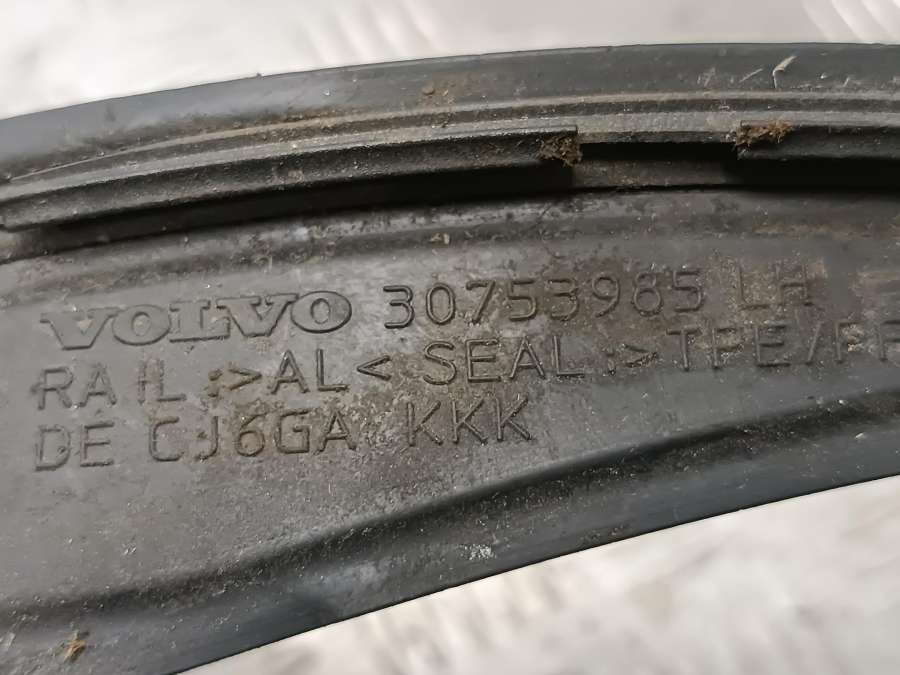 VOLVO 30753985 LH
RAIL :>AL< SEAL :>TPE/PP
DE CJ6GA KKK